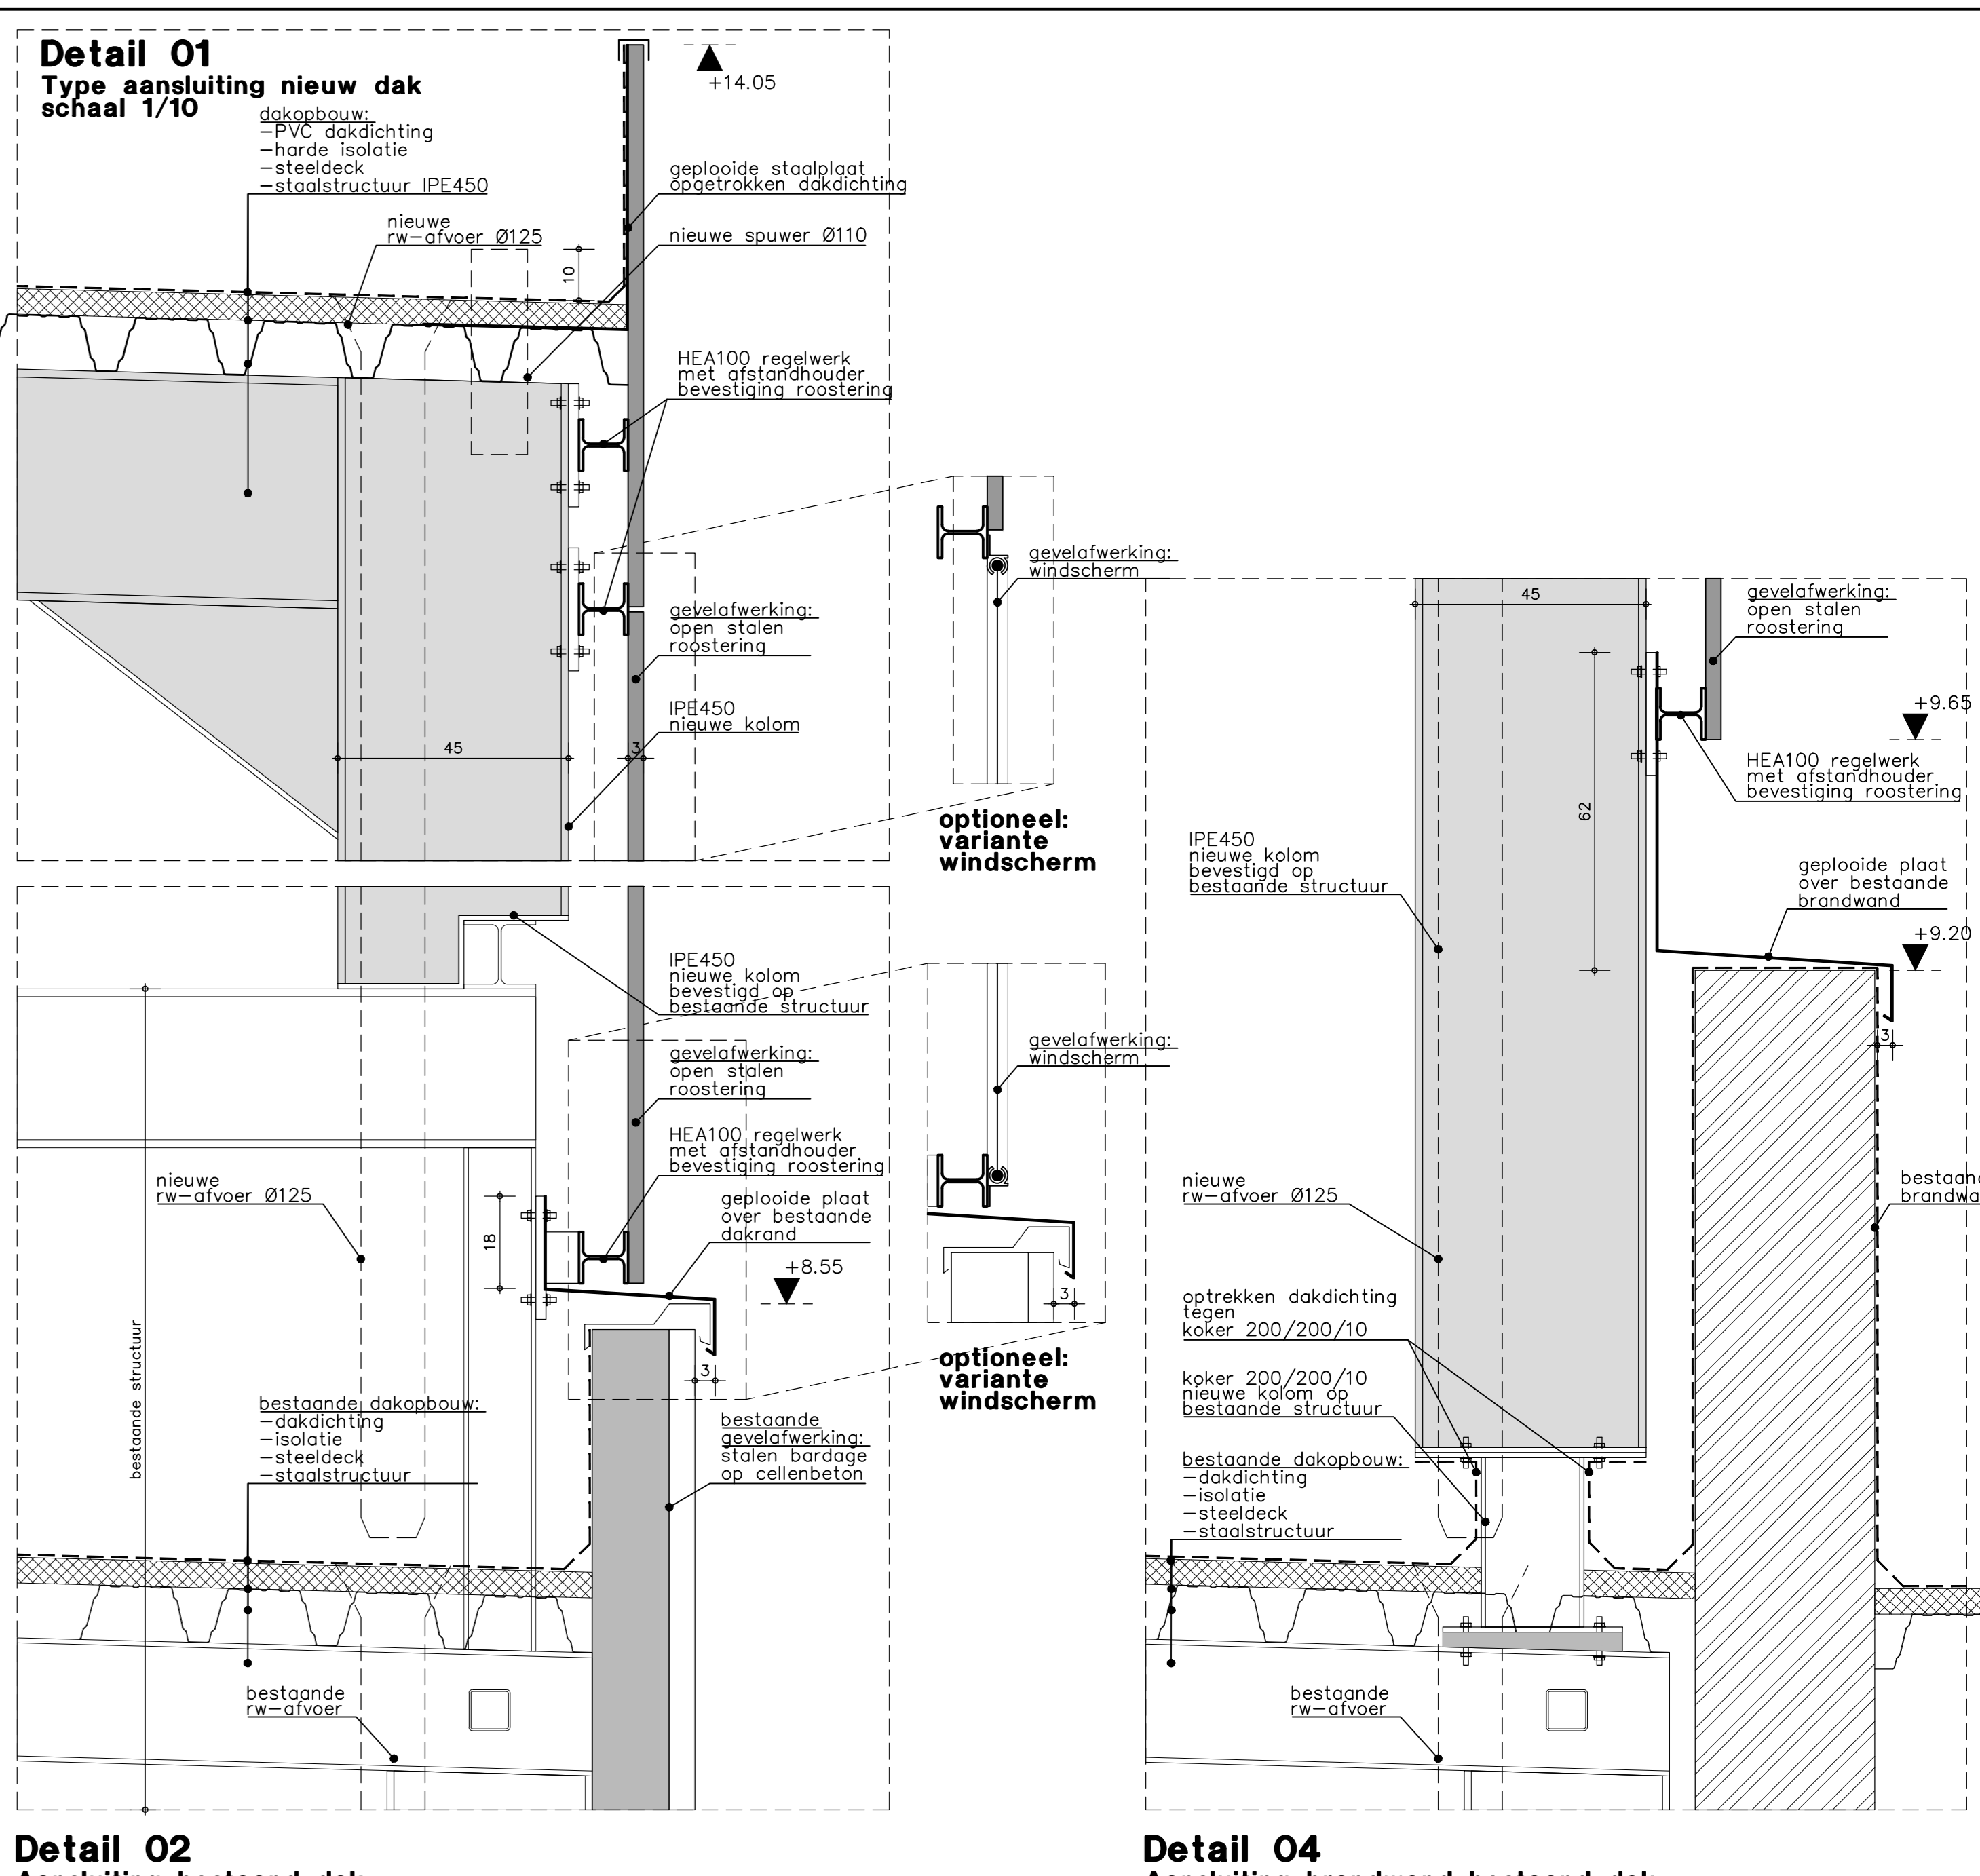 Detail 01
Type aansluiting nieuw dak
schaal 1/10
dakopbouw:
-PVC dakdichting
-harde isolatie
-steeldeck
-staalstructuur IPE450
nieuwe
rw-afvoer Ø125
+14.05
geplooide staalplaat
opgetrokken dakdichting
nieuwe spuwer Ø110
10
HEA100 regelwerk
met afstandhouder
bevestiging roostering
gevelafwerking:
open stalen
roostering
IPE450
nieuwe kolom
45
3
gevelafwerking:
windscherm
optioneel:
variante
windscherm
IPE450
nieuwe kolom
bevestigd op
bestaande structuur
gevelafwerking:
open stalen
roostering
HEA100 regelwerk
met afstandhouder
bevestiging roostering
geplooide plaat
over bestaande
dakrand
+8.55
nieuwe
rw-afvoer Ø125
18
3
bestaande structuur
bestaande dakopbouw:
-dakdichting
-isolatie
-steeldeck
-staalstructuur
bestaande
gevelafwerking:
stalen bardage
op cellenbeton
bestaande
rw-afvoer
gevelafwerking:
windscherm
3
optioneel:
variante
windscherm
Detail 02
45
gevelafwerking:
open stalen
roostering
+9.65
HEA100 regelwerk
met afstandhouder
bevestiging roostering
62
IPE450
nieuwe kolom
bevestigd op
bestaande structuur
geplooide plaat
over bestaande
brandwand
+9.20
3
nieuwe
rw-afvoer Ø125
optrekken dakdichting
tegen
koker 200/200/10
koker 200/200/10
nieuwe kolom op
bestaande structuur
bestaande dakopbouw:
-dakdichting
-isolatie
-steeldeck
-staalstructuur
bestaande
rw-afvoer
Detail 04